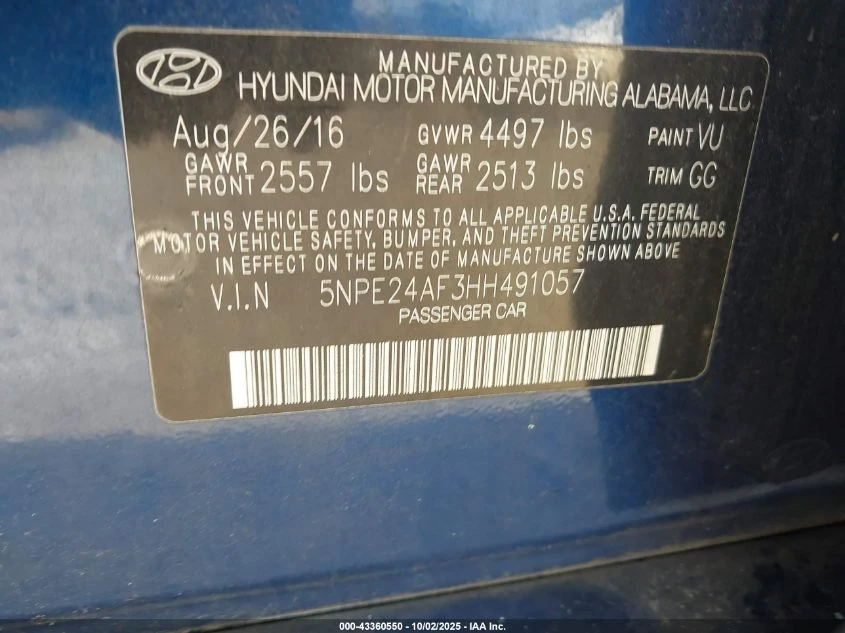 MANUFACTURED BY
HYUNDAI MOTOR MANUFACTURING ALABAMA, LLC
Aug/26/16 GVWR 4497 lbs PAINT VU
GAWR FRONT 2557 lbs GAWR REAR 2513 lbs TRIM GG
THIS VEHICLE CONFORMS TO ALL APPLICABLE U.S.A. FEDERAL
MOTOR VEHICLE SAFETY, BUMPER, AND THEFT PREVENTION STANDARDS
IN EFFECT ON THE DATE OF MANUFACTURE SHOWN ABOVE
V.I.N 5NPE24AF3HH491057
PASSENGER CAR
000-43360550 - 10/02/2025 - IAA Inc.